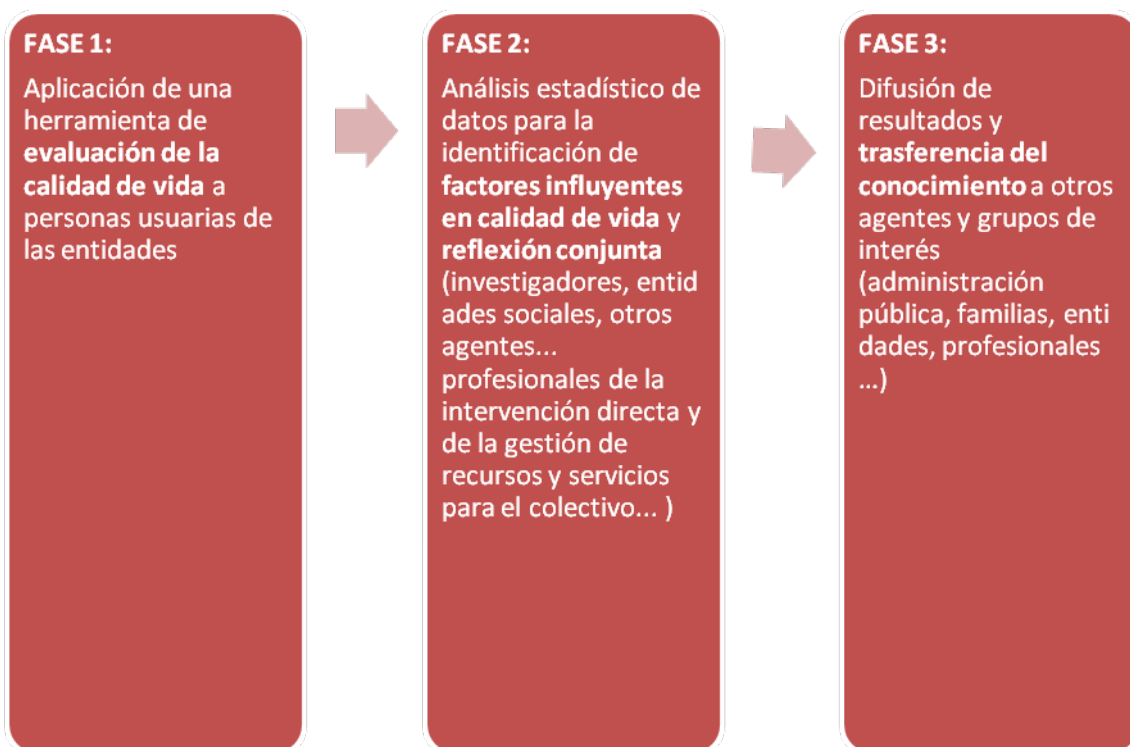 FASE 1:
Aplicación de una
herramienta de
evaluación de la
calidad de vida a
personas usuarias de
las entidades
FASE 2:
Análisis estadístico de
datos para la
identificación de
factores influyentes
en calidad de vida y
reflexión conjunta
(investigadores, entid
ades sociales, otros
agentes...
profesionales de la
intervención directa y
de la gestión de
recursos y servicios
para el colectivo... )
FASE 3:
Difusión de
resultados y
trasferencia del
conocimiento a otros
agentes y grupos de
interés
(administración
pública, familias, enti
dades, profesionales
...)